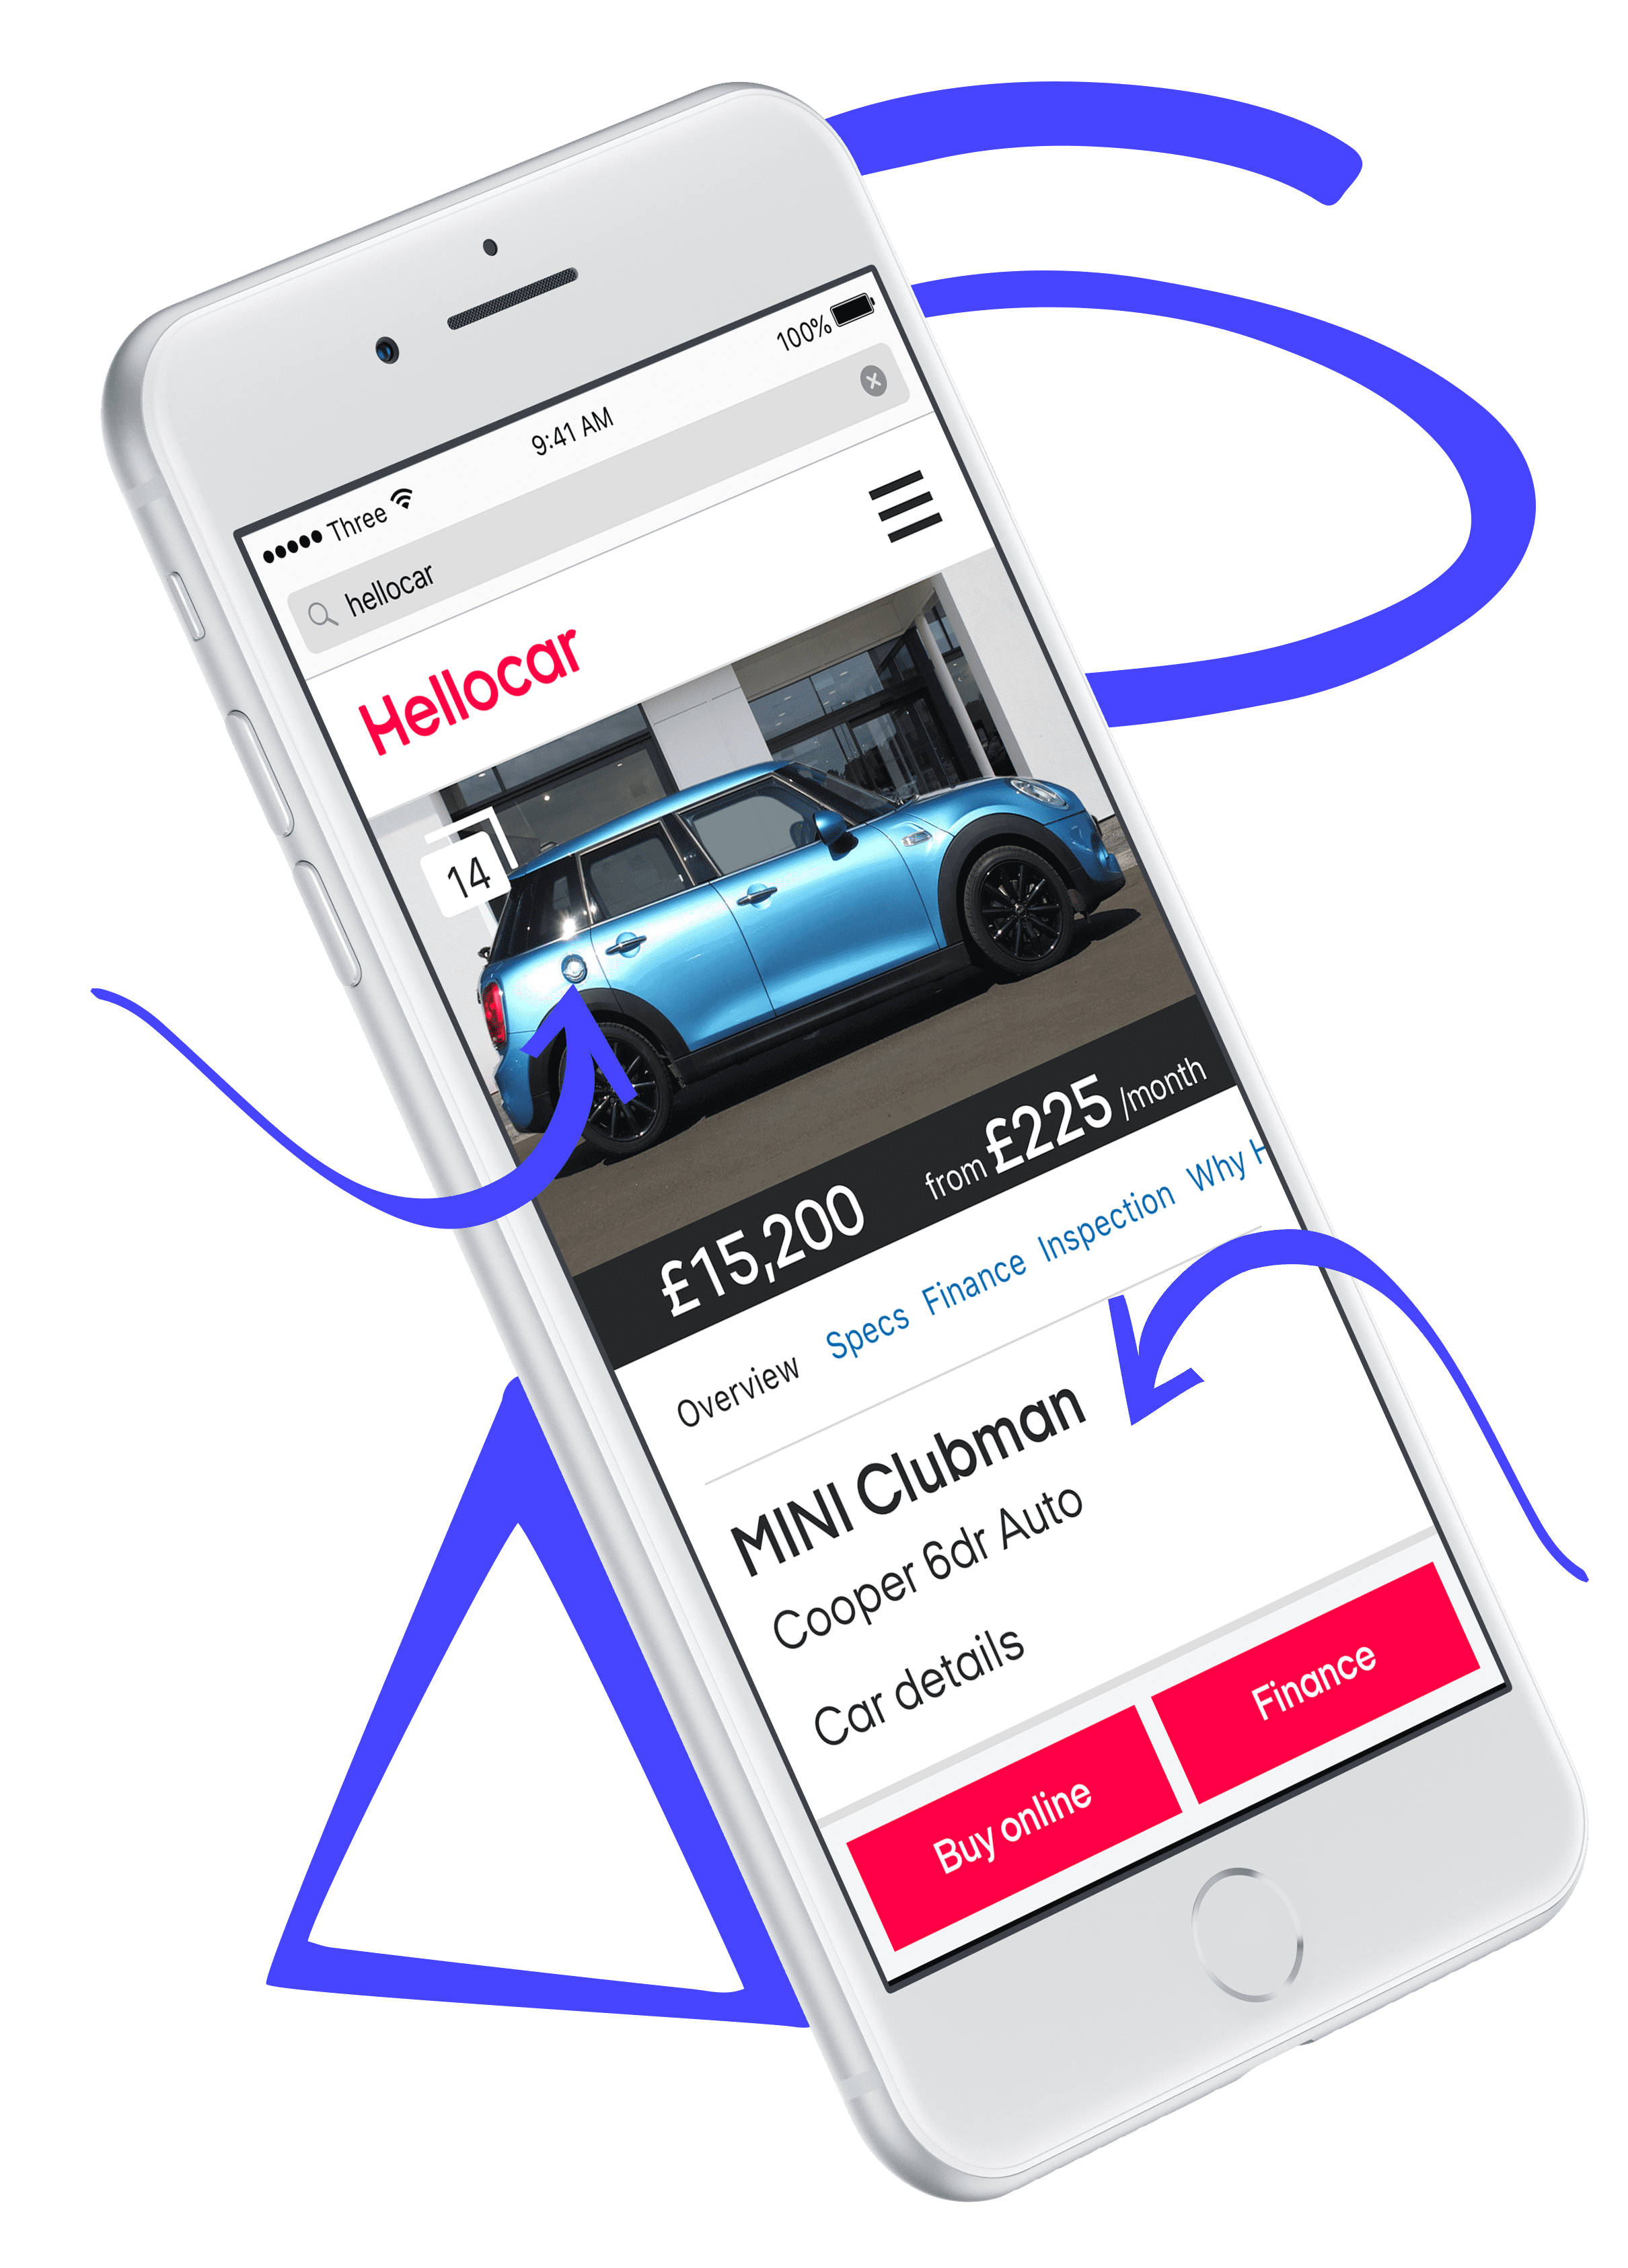 Three 9:41 AM 100%
hellocar
Hellocar
14
£15,200 from £225 /month
Overview Specs Finance Inspection Why H
MINI Clubman
Cooper 6dr Auto
Car details
Buy online Finance